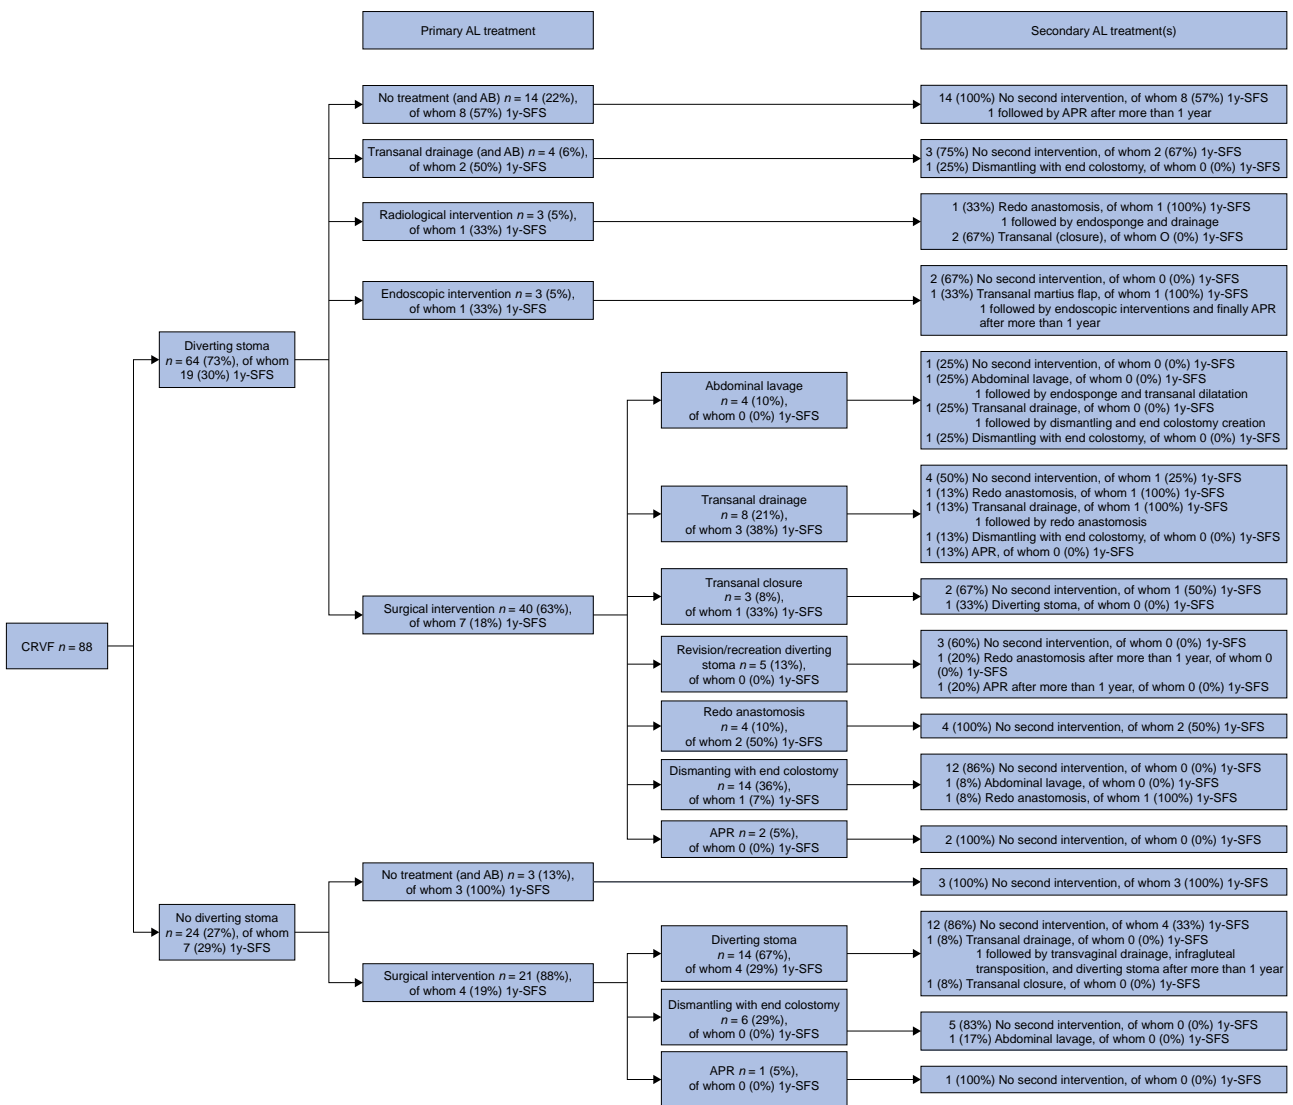 Primary AL treatment
Secondary AL treatment(s)
No treatment (and AB) n = 14 (22%),
of whom 8 (57%) 1y-SFS
14 (100%) No second intervention, of whom 8 (57%) 1y-SFS
1 followed by APR after more than 1 year
Transanal drainage (and AB) n = 4 (6%),
of whom 2 (50%) 1y-SFS
3 (75%) No second intervention, of whom 2 (67%) 1y-SFS
1 (25%) Dismantling with end colostomy, of whom 0 (0%) 1y-SFS
Radiological intervention n = 3 (5%),
of whom 1 (33%) 1y-SFS
1 (33%) Redo anastomosis, of whom 1 (100%) 1y-SFS
1 followed by endosponge and drainage
2 (67%) Transanal (closure), of whom O (0%) 1y-SFS
Endoscopic intervention n = 3 (5%),
of whom 1 (33%) 1y-SFS
2 (67%) No second intervention, of whom 0 (0%) 1y-SFS
1 (33%) Transanal martius flap, of whom 1 (100%) 1y-SFS
1 followed by endoscopic interventions and finally APR
after more than 1 year
Diverting stoma
n = 64 (73%), of whom
19 (30%) 1y-SFS
Abdominal lavage
n = 4 (10%),
of whom 0 (0%) 1y-SFS
1 (25%) No second intervention, of whom 0 (0%) 1y-SFS
1 (25%) Abdominal lavage, of whom 0 (0%) 1y-SFS
1 followed by endosponge and transanal dilatation
1 (25%) Transanal drainage, of whom 0 (0%) 1y-SFS
1 followed by dismantling and end colostomy creation
1 (25%) Dismantling with end colostomy, of whom 0 (0%) 1y-SFS
Transanal drainage
n = 8 (21%),
of whom 3 (38%) 1y-SFS
4 (50%) No second intervention, of whom 1 (25%) 1y-SFS
1 (13%) Redo anastomosis, of whom 1 (100%) 1y-SFS
1 (13%) Transanal drainage, of whom 1 (100%) 1y-SFS
1 followed by redo anastomosis
1 (13%) Dismantling with end colostomy, of whom 0 (0%) 1y-SFS
1 (13%) APR, of whom 0 (0%) 1y-SFS
Surgical intervention n = 40 (63%),
of whom 7 (18%) 1y-SFS
Transanal closure
n = 3 (8%),
of whom 1 (33%) 1y-SFS
2 (67%) No second intervention, of whom 1 (50%) 1y-SFS
1 (33%) Diverting stoma, of whom 0 (0%) 1y-SFS
CRVF n = 88
Revision/recreation diverting
stoma n = 5 (13%),
of whom 0 (0%) 1y-SFS
3 (60%) No second intervention, of whom 0 (0%) 1y-SFS
1 (20%) Redo anastomosis after more than 1 year, of whom 0
(0%) 1y-SFS
1 (20%) APR after more than 1 year, of whom 0 (0%) 1y-SFS
Redo anastomosis
n = 4 (10%),
of whom 2 (50%) 1y-SFS
4 (100%) No second intervention, of whom 2 (50%) 1y-SFS
Dismanting with end colostomy
n = 14 (36%),
of whom 1 (7%) 1y-SFS
12 (86%) No second intervention, of whom 0 (0%) 1y-SFS
1 (8%) Abdominal lavage, of whom 0 (0%) 1y-SFS
1 (8%) Redo anastomosis, of whom 1 (100%) 1y-SFS
APR n = 2 (5%),
of whom 0 (0%) 1y-SFS
2 (100%) No second intervention, of whom 0 (0%) 1y-SFS
No treatment (and AB) n = 3 (13%),
of whom 3 (100%) 1y-SFS
3 (100%) No second intervention, of whom 3 (100%) 1y-SFS
No diverting stoma
n = 24 (27%), of whom
7 (29%) 1y-SFS
Diverting stoma
n = 14 (67%),
of whom 4 (29%) 1y-SFS
12 (86%) No second intervention, of whom 4 (33%) 1y-SFS
1 (8%) Transanal drainage, of whom 0 (0%) 1y-SFS
1 followed by transvaginal drainage, infragluteal
transposition, and diverting stoma after more than 1 year
1 (8%) Transanal closure, of whom 0 (0%) 1y-SFS
Surgical intervention n = 21 (88%),
of whom 4 (19%) 1y-SFS
Dismantling with end colostomy
n = 6 (29%),
of whom 0 (0%) 1y-SFS
5 (83%) No second intervention, of whom 0 (0%) 1y-SFS
1 (17%) Abdominal lavage, of whom 0 (0%) 1y-SFS
APR n = 1 (5%),
of whom 0 (0%) 1y-SFS
1 (100%) No second intervention, of whom 0 (0%) 1y-SFS